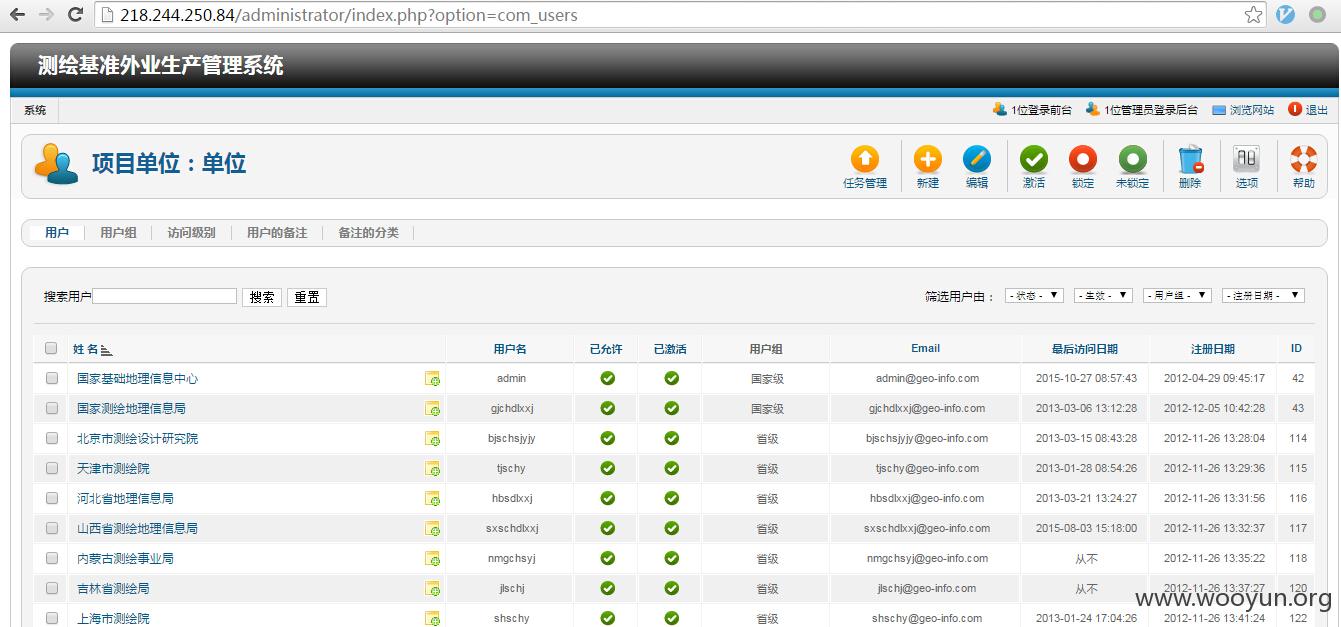 218.244.250.84/administrator/index.php?option=com_users
测绘基准外业生产管理系统
系统 1位登录前台 1位管理员登录后台 浏览网站 退出
项目单位：单位 任务管理 新建 编辑 激活 锁定 未锁定 删除 选项 帮助
用户 用户组 访问级别 用户的备注 备注的分类
搜索用户 搜索 重置 筛选用户由： - 状态 - - 生效 - - 用户组 - - 注册日期 -
姓名 用户名 已允许 已激活 用户组 Email 最后访问日期 注册日期 ID
国家基础地理信息中心 admin 国家级 admin@geo-info.com 2015-10-27 08:57:43 2012-04-29 09:45:17 42
国家测绘地理信息局 gjchdlxxj 国家级 gjchdlxxj@geo-info.com 2013-03-06 13:12:28 2012-12-05 10:42:28 43
北京市测绘设计研究院 bjschsjyjy 省级 bjschsjyjy@geo-info.com 2013-03-15 08:43:28 2012-11-26 13:28:04 114
天津市测绘院 tjschy 省级 tjschy@geo-info.com 2013-01-28 08:54:26 2012-11-26 13:29:36 115
河北省地理信息局 hbsdlxxj 省级 hbsdlxxj@geo-info.com 2013-03-21 13:24:27 2012-11-26 13:31:56 116
山西省测绘地理信息局 sxschdlxxj 省级 sxschdlxxj@geo-info.com 2015-08-03 15:18:00 2012-11-26 13:32:37 117
内蒙古测绘事业局 nmgchsyj 省级 nmgchsyj@geo-info.com 从不 2012-11-26 13:35:22 118
吉林省测绘局 jlschj 省级 jlschj@geo-info.com 从不 2012-11-26 13:37:27 120
www.wooyun.org
上海市测绘院 shschy 省级 shschy@geo-info.com 2013-01-24 17:04:26 2012-11-26 13:41:24 122